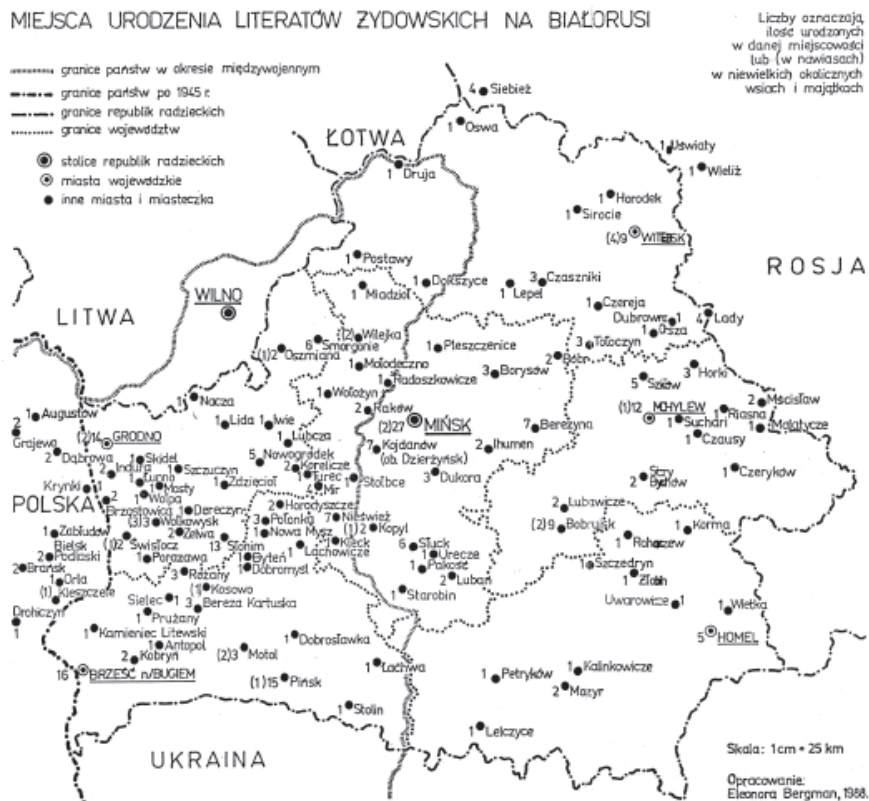 MIEJSCA URODZENIA LITERATÓW ŻYDOWSKICH NA BIAŁORUSI
Liczby oznaczają
ilość urodzonych
w danej miejscowości
lub (w nawiasach)
w niewielkich okolicznych
wsiach i majątkach
granice państw w okresie międzywojennym
granice państw po 1945 r.
granice republik radzieckich
granice województw
stolice republik radzieckich
miasta wojewódzkie
inne miasta i miasteczka
4 Siebież
1 Oswa
ŁOTWA
1 Druja
1 Uświaty
1 Wieliż
1 Horodek
1 Sirocie
(4)9 WITEBSK
ROSJA
1 Postawy
1 Miadzioł
1 Dokszyce
1 Lepel
3 Czaszniki
1 Czereja
Dubrowno 1
4 Lady
1 Orsza
WILNO
LITWA
(2) Wilejka
6 Smorgonie
(1)2 Oszmiana
1 Pleszczenice
2 Bobr
3 Tołoczyn
1 Mołodeczno
1 Radoszkowicze
3 Borysów
5 Szkłów
3 Horki
1 Nacza
1 Wołożyn
2 Raków
(2)27 MIŃSK
7 Berezyna
(1)12 MOHYLEW
2 Mścisław
1 Riasna
1 Suchari
1 Małatycze
1 Czausy
1 Augustów
2 Grajewa
(2)14 GRODNO
1 Lida
1 Iwie
1 Lubcza
7 Kojdanów
(ob. Dzierżyńsk)
2 Ihumen
2 Dąbrowa
1 Skidel
2 Indura
1 Szczuczyn
5 Nowogródek
2 Korelicze
1 Turec
1 Mir
1 Stołbce
3 Dukora
2 Stary Bychów
1 Czeryków
Krynki 1
1 Łunna
1 Mosty
1 Wołpa
1 Zdzięcioł
POLSKA
2 Brzostowica
1 Dereczyn
2 Horodyszcze
7 Nieśwież
(1)2 Kopyl
2 Lubawicze
(2)9 Bobrujsk
1 Zabłudów
(3)3 Wołkowysk
2 Zelwa
3 Połonka
1 Nowa Mysz
1 Kleck
6 Słuck
1 Urecze
1 Rohaczew
1 Korma
Bielsk
2 Podlaski
(1)2 Świsłocz
13 Słonim
1 Lachowicze
1 Porazawa
1 Byteń
1 Dobromysl
1 Pakość
2 Lubań
1 Szczedryn
1 Żłobin
2 Brańsk
1 Orla
(1) Kleszczele
3 Różany
(1) Kosowo
1 Starobin
Uwarowicze 1
1 Wietka
Drohiczyn
1
Sielec 1
3 Bereza Kartuska
1 Prużany
1 Kamieniec Litewski
1 Antopol
1 Dobrosławka
5 HOMEL
2 Kobryń
(2)3 Motol
1 Łachwa
16 BRZEŚĆ n/BUGIEM
(1)15 Pińsk
1 Petryków
1 Kalinkowicze
2 Mozyr
1 Stolin
1 Lelczyce
UKRAINA
Skala: 1cm = 25 km
Opracowanie:
Eleonora Bergman, 1988.